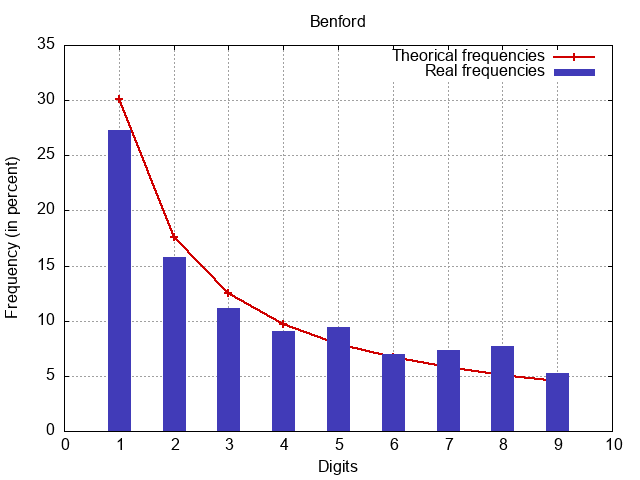 Benford
Theorical frequencies
Real frequencies
35
30
25
20
15
10
5
0
Frequency (in percent)
0 1 2 3 4 5 6 7 8 9 10
Digits